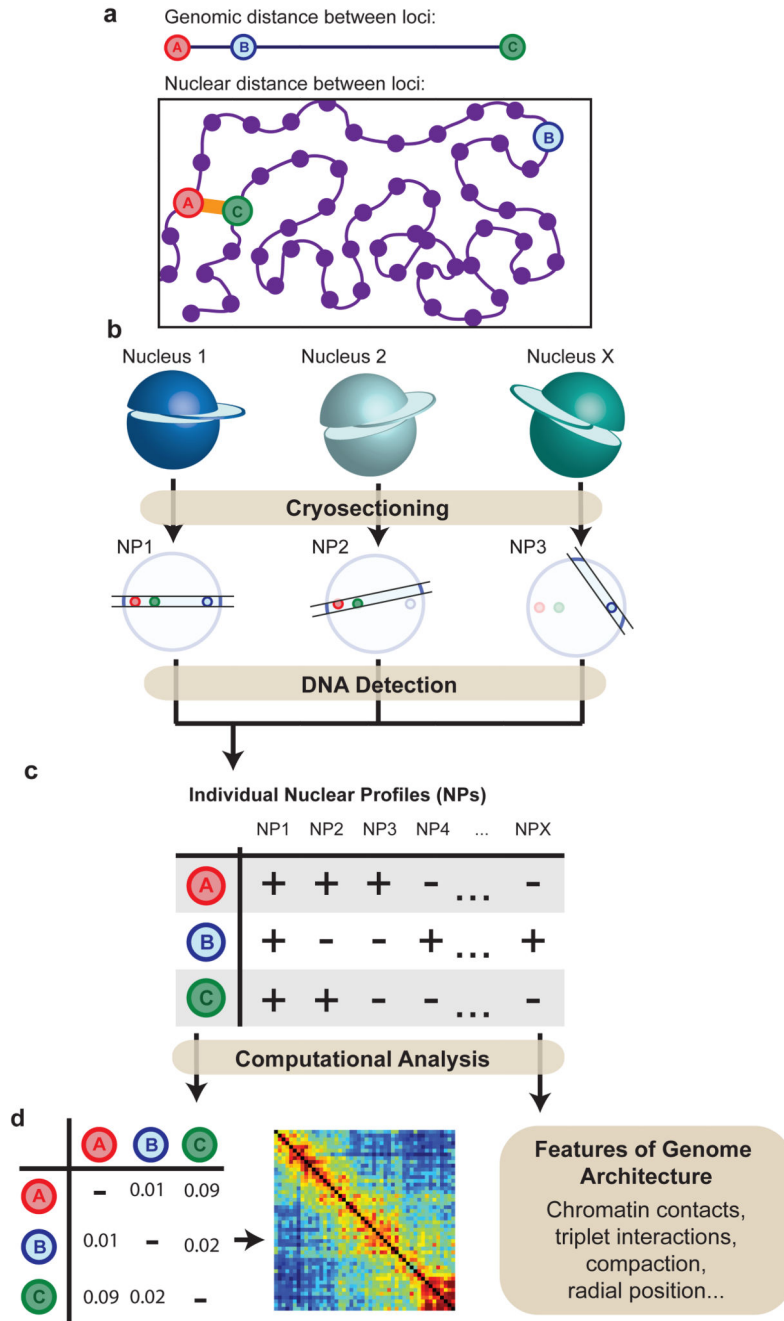 a
Genomic distance between loci:
A B C
Nuclear distance between loci:
B
A C
b
Nucleus 1 Nucleus 2 Nucleus X
Cryosectioning
NP1 NP2 NP3
DNA Detection
c
Individual Nuclear Profiles (NPs)
NP1 NP2 NP3 NP4 ... NPX
A + + + - ... -
B + - - + ... +
C + + - - ... -
Computational Analysis
d
A B C
A - 0.01 0.09
B 0.01 - 0.02
C 0.09 0.02 -
Features of Genome
Architecture
Chromatin contacts,
triplet interactions,
compaction,
radial position...